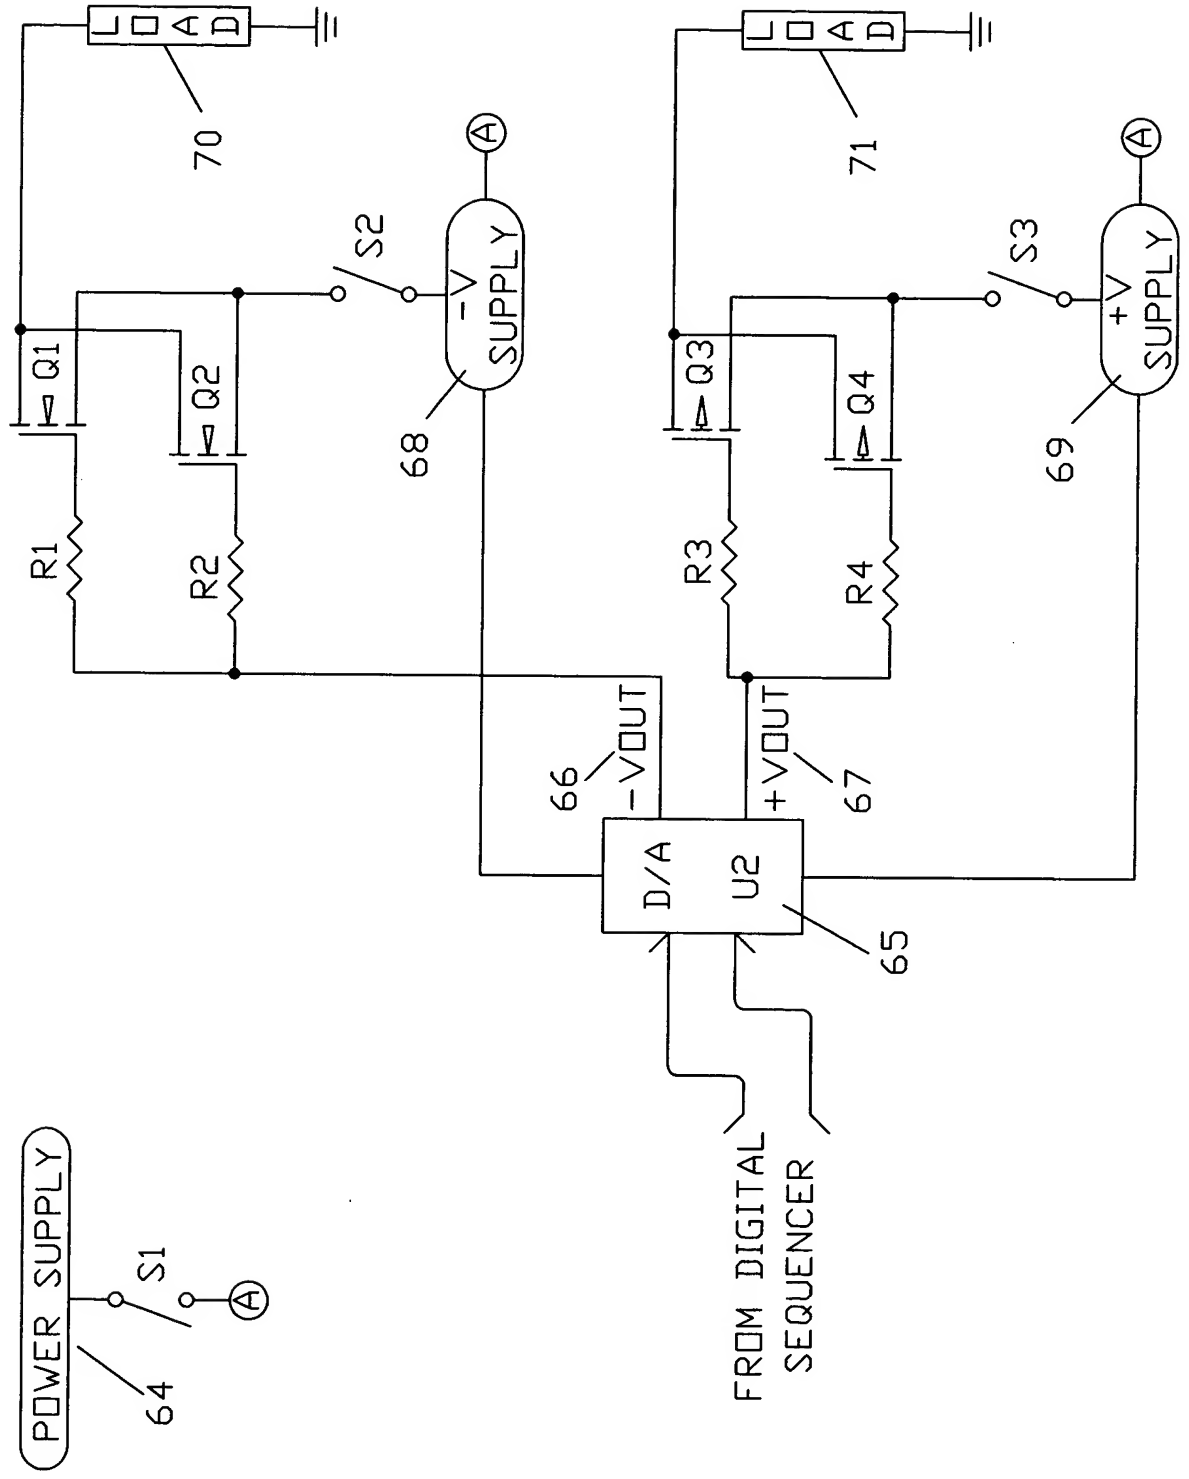 POWER SUPPLY
64
S1
A
FROM DIGITAL
SEQUENCER
D/A
U2
65
66
-VOUT
+VOUT
67
R1
R2
Q1
Q2
68
-V
SUPPLY
S2
A
LOAD
70
R3
R4
Q3
Q4
69
+V
SUPPLY
S3
A
LOAD
71